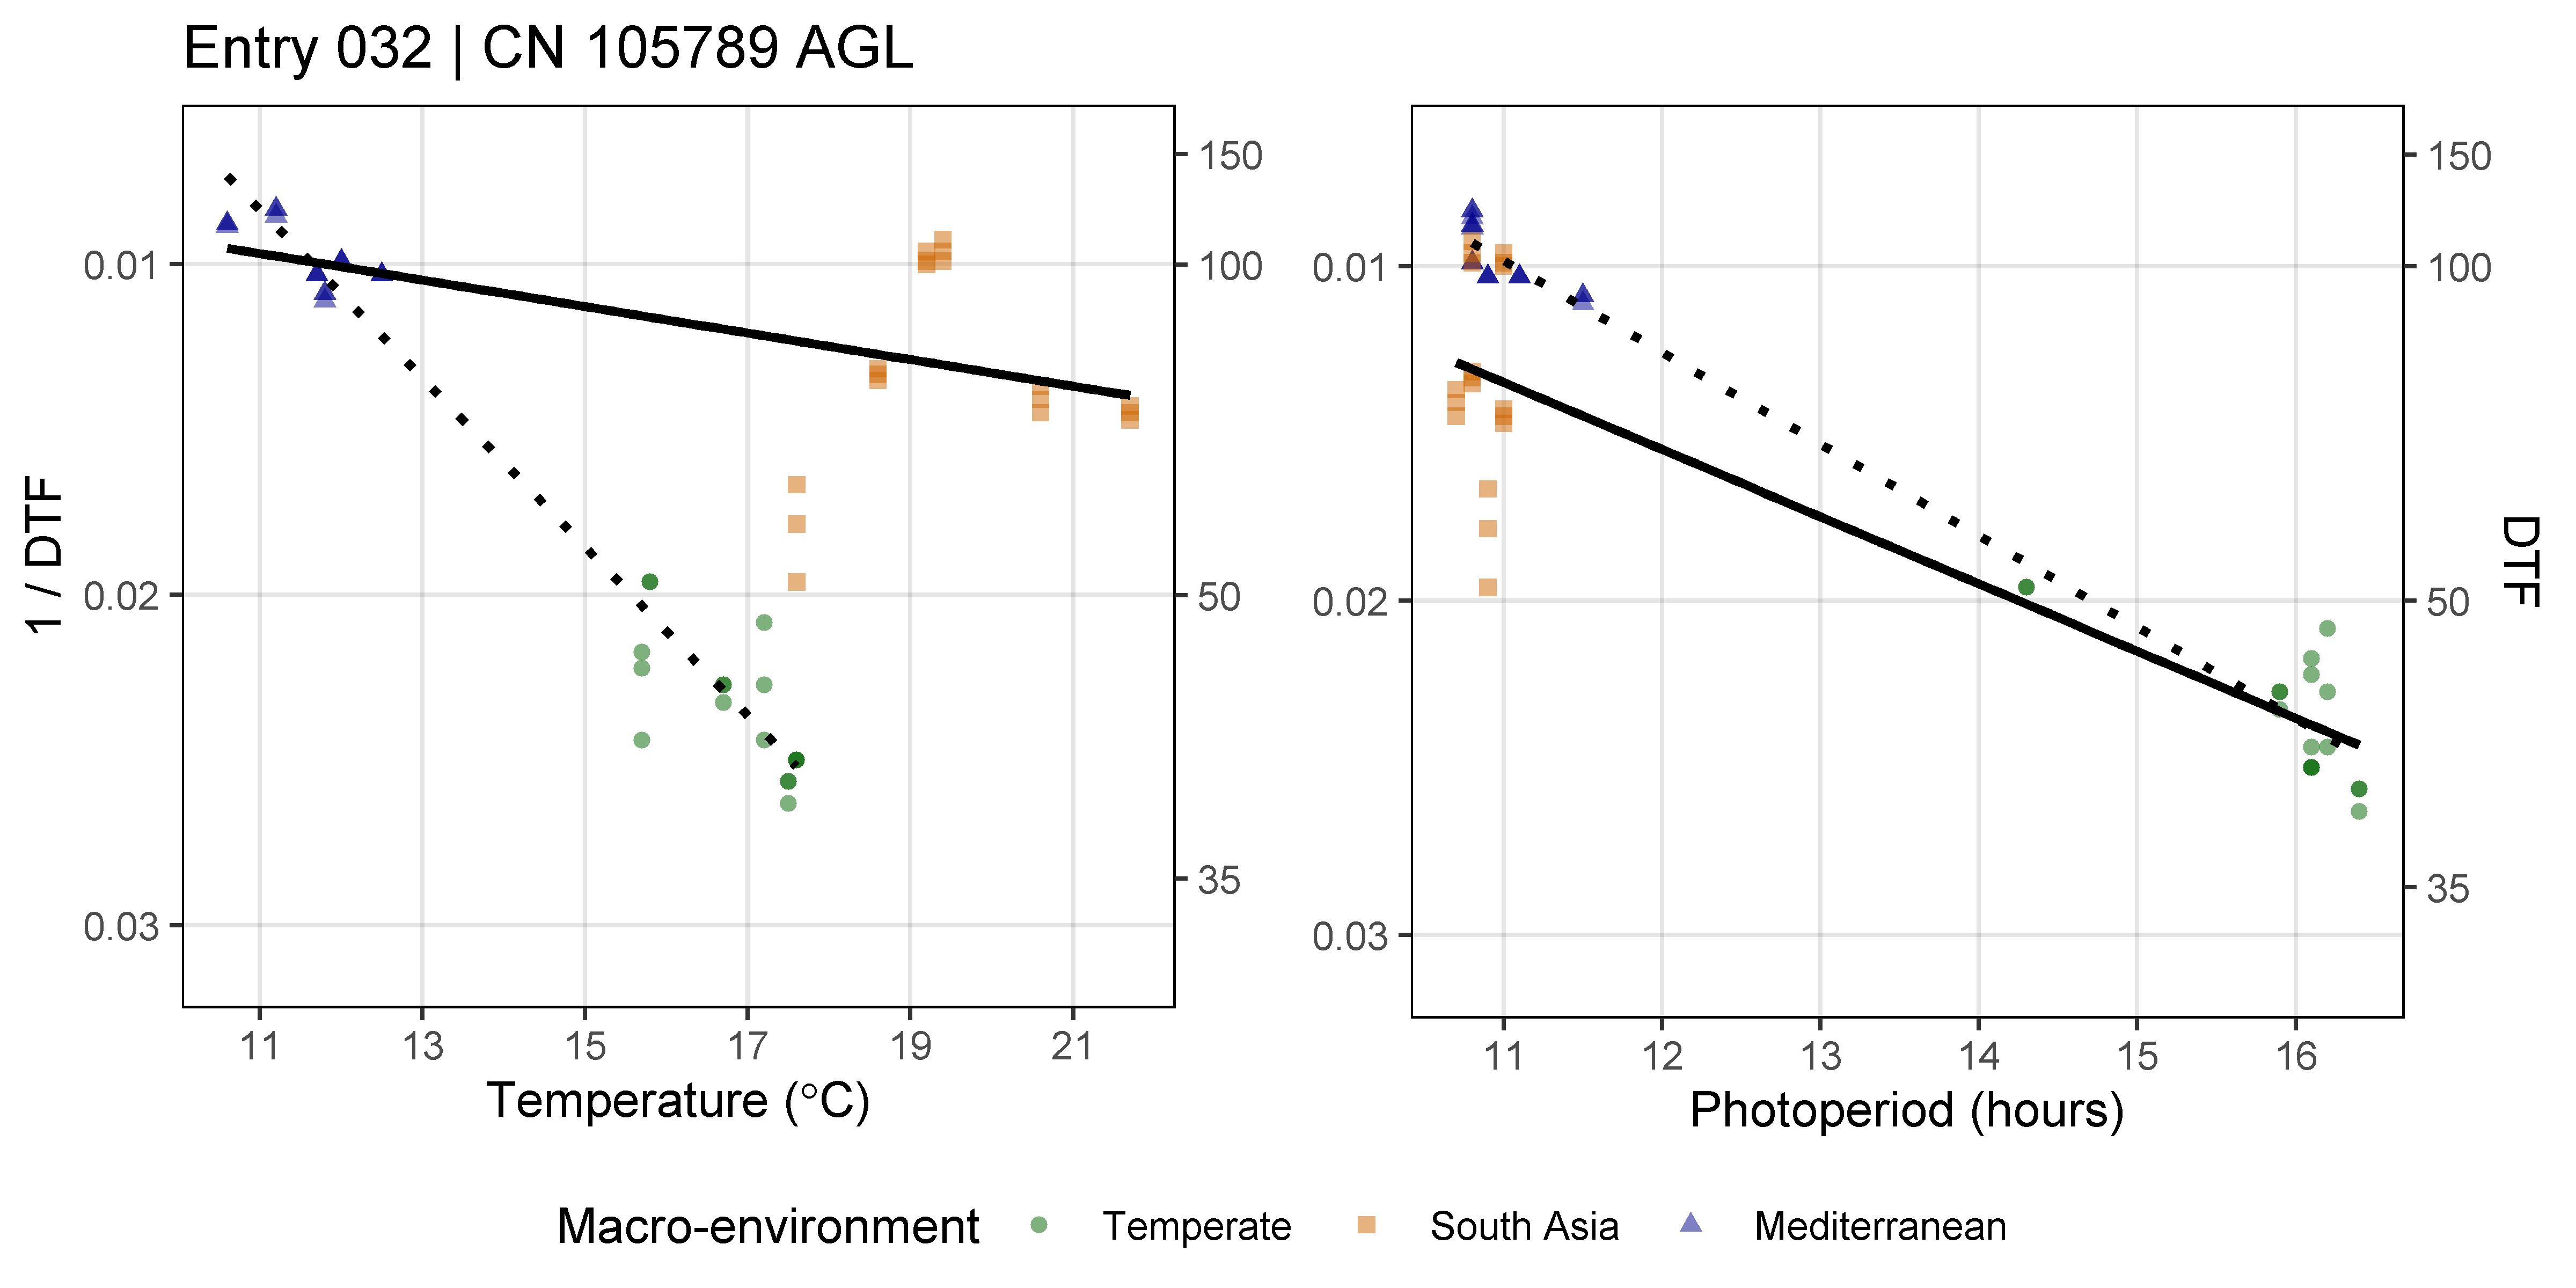 Entry 032 | CN 105789 AGL
1 / DTF
0.01
0.02
0.03
150
100
50
35
11 13 15 17 19 21
Temperature (°C)
0.01
0.02
0.03
150
100
50
35
DTF
11 12 13 14 15 16
Photoperiod (hours)
Macro-environment Temperate South Asia Mediterranean